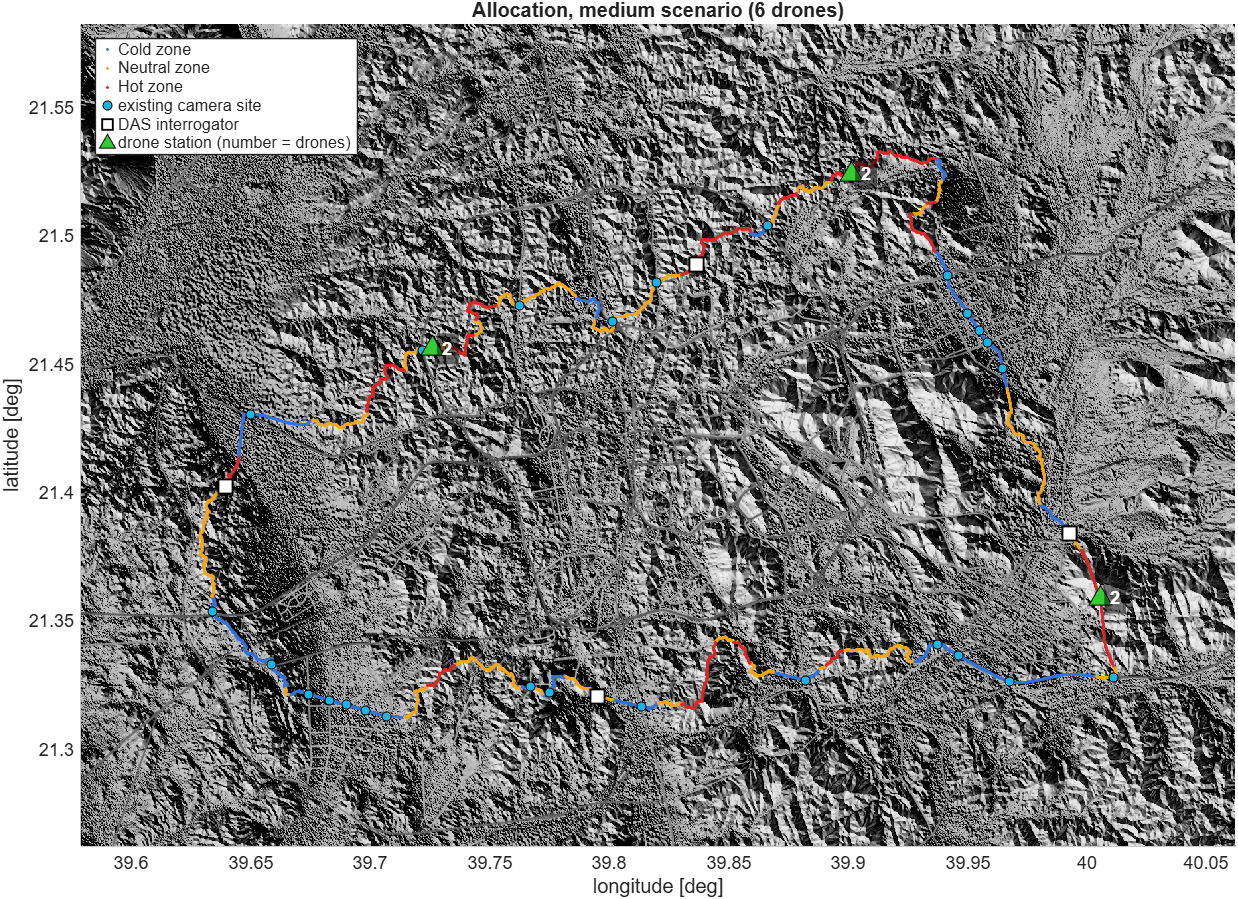 Allocation, medium scenario (6 drones)
Cold zone
Neutral zone
Hot zone
existing camera site
DAS interrogator
drone station (number = drones)
21.55
21.5
21.45
21.4
21.35
21.3
latitude [deg]
2
2
2
39.6
39.65
39.7
39.75
39.8
39.85
39.9
39.95
40
40.05
longitude [deg]